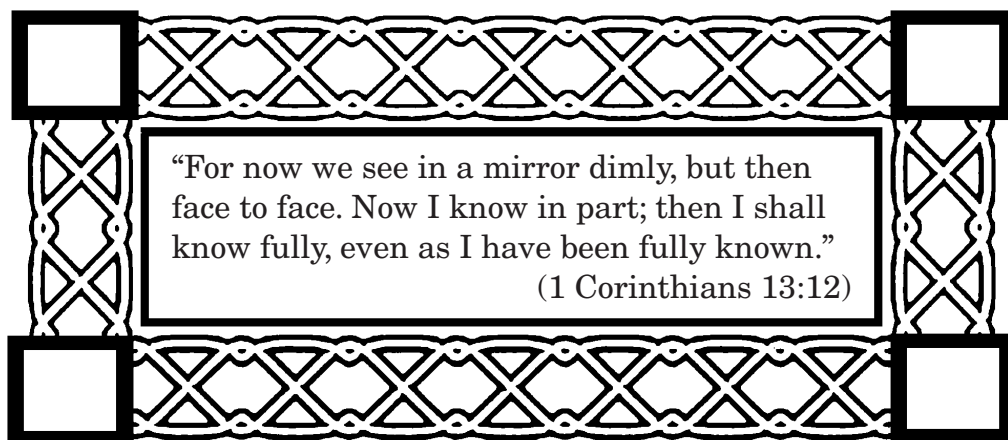 “For now we see in a mirror dimly, but then
face to face. Now I know in part; then I shall
know fully, even as I have been fully known.”
(1 Corinthians 13:12)